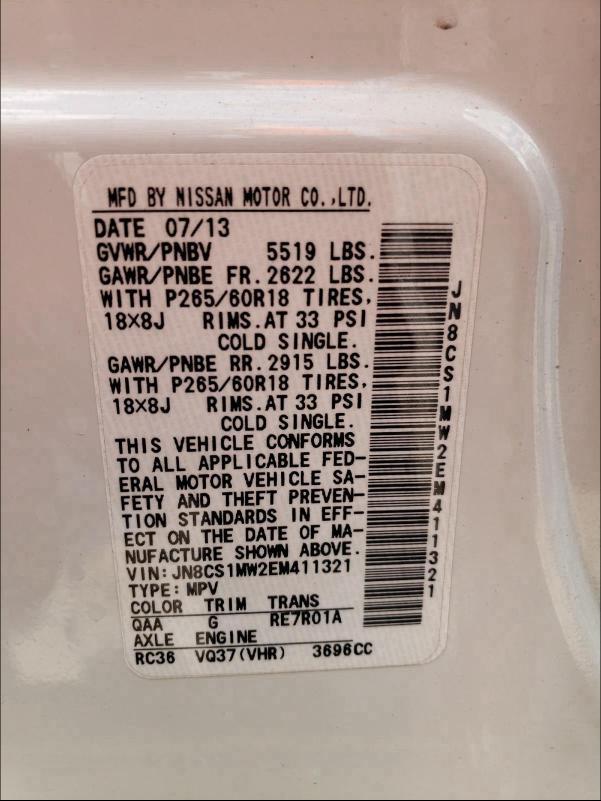 MFD BY NISSAN MOTOR CO.,LTD.
DATE 07/13
GVWR/PNBV 5519 LBS.
GAWR/PNBE FR. 2622 LBS.
WITH P265/60R18 TIRES,
18×8J RIMS. AT 33 PSI
COLD SINGLE.
GAWR/PNBE RR. 2915 LBS.
WITH P265/60R18 TIRES,
18×8J RIMS. AT 33 PSI
COLD SINGLE.
THIS VEHICLE CONFORMS
TO ALL APPLICABLE FED-
ERAL MOTOR VEHICLE SA-
FETY AND THEFT PREVEN-
TION STANDARDS IN EFF-
ECT ON THE DATE OF MA-
NUFACTURE SHOWN ABOVE.
VIN: JN8CS1MW2EM411321
TYPE: MPV
COLOR TRIM TRANS
QAA G RE7R01A
AXLE ENGINE
RC36 VQ37(VHR) 3696CC
JN8CS1MW2EM411321